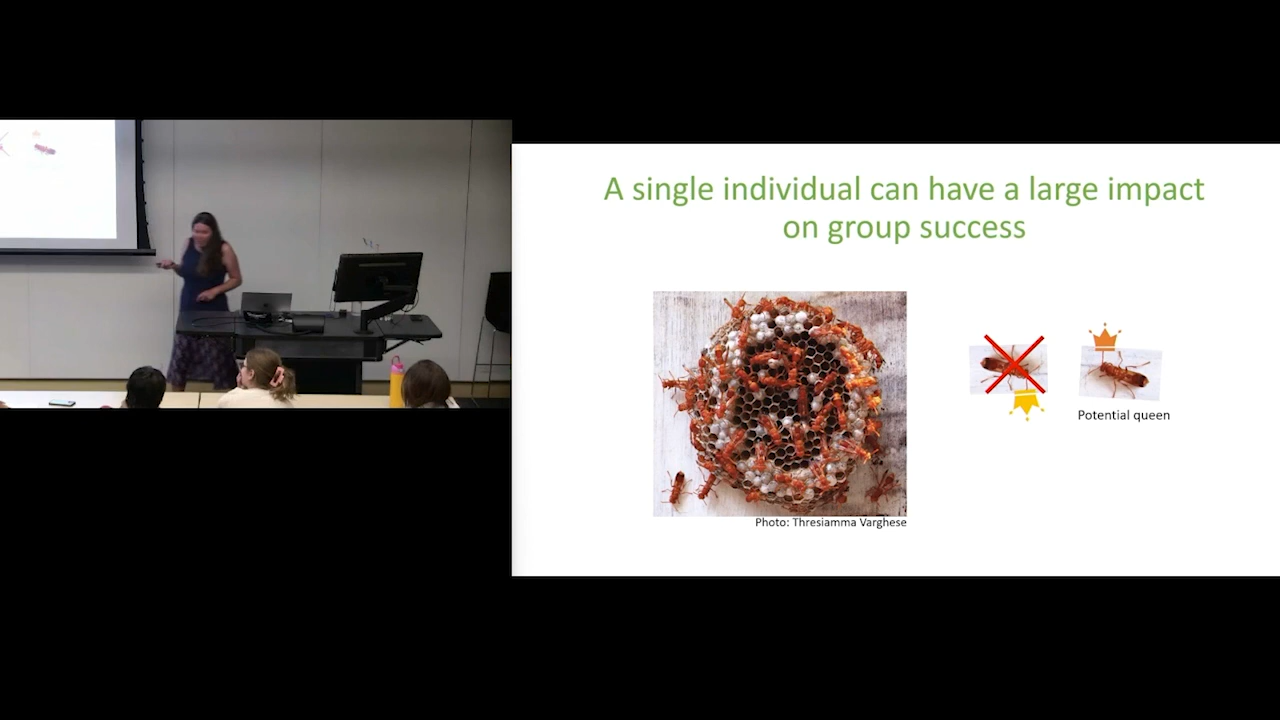 A single individual can have a large impact
on group success
Potential queen
Photo: Thresiamma Varghese